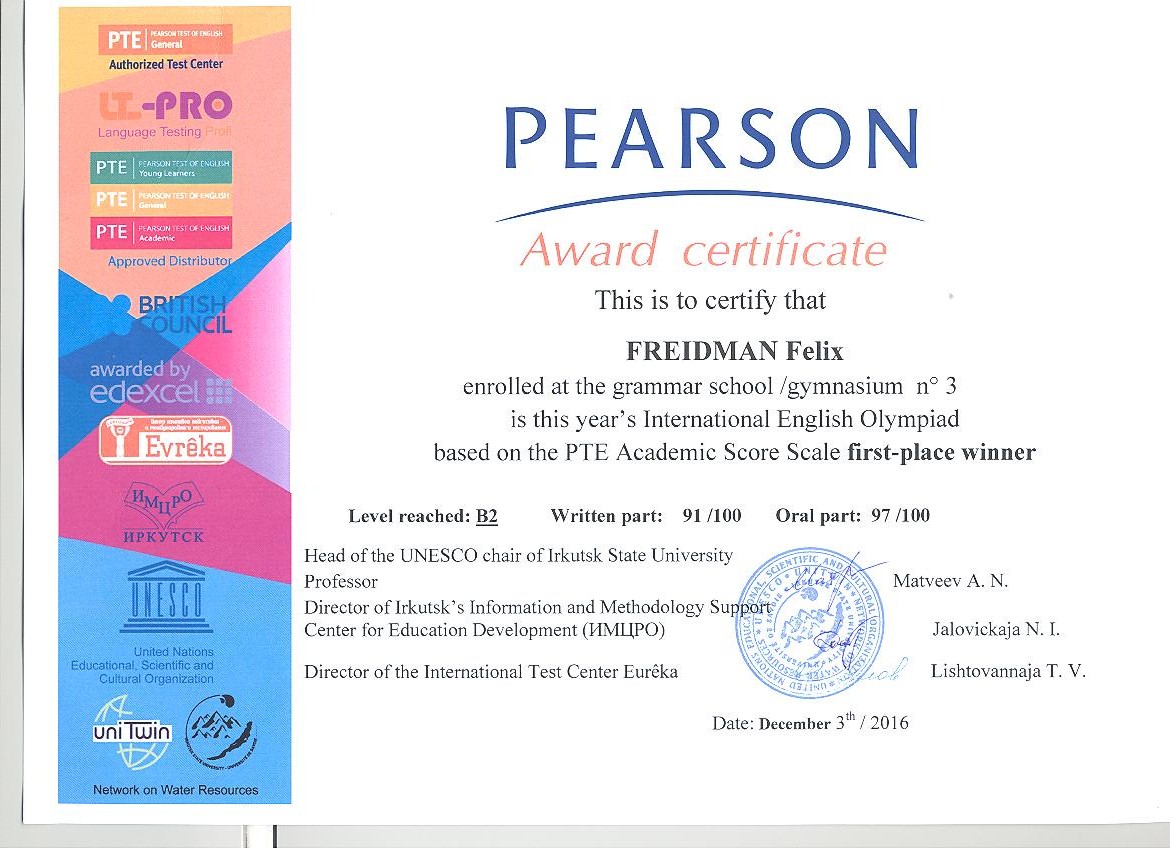 PTE PEARSON TEST OF ENGLISH
General
Authorized Test Center
LT-PRO
Language Testing Profi
PTE PEARSON TEST OF ENGLISH
Young Learners
PTE PEARSON TEST OF ENGLISH
General
PTE PEARSON TEST OF ENGLISH
Academic
Approved Distributor
BRITISH
COUNCIL
awarded by
edexcel
Evrêka
ИМЦРО
ИРКУТСК
UNESCO
United Nations
Educational, Scientific and
Cultural Organization
uni Twin
Network on Water Resources
PEARSON
Award certificate
This is to certify that
FREIDMAN Felix
enrolled at the grammar school /gymnasium n° 3
is this year's International English Olympiad
based on the PTE Academic Score Scale first-place winner
Level reached: B2 Written part: 91 /100 Oral part: 97 /100
Head of the UNESCO chair of Irkutsk State University
Professor Matveev A. N.
Director of Irkutsk's Information and Methodology Support
Center for Education Development (ИМЦРО) Jalovickaja N. I.
Director of the International Test Center Eurêka Lishtovannaja T. V.
Date: December 3th / 2016